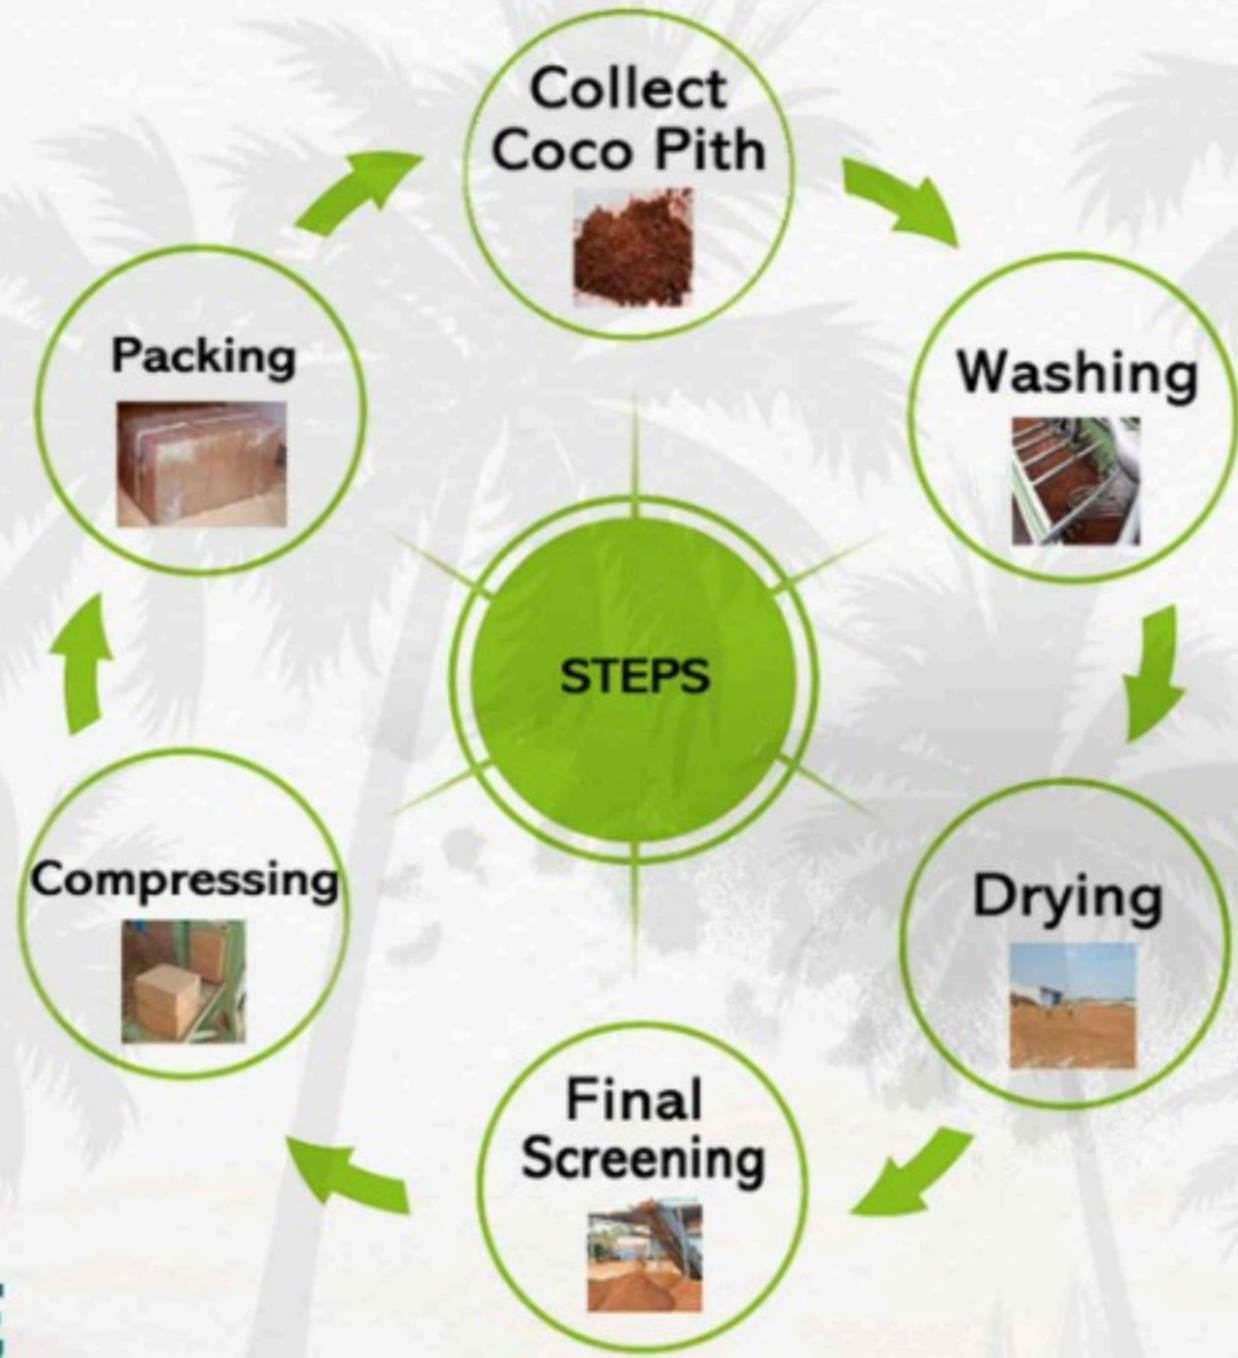 Collect
Coco Pith
Washing
Drying
Final
Screening
Compressing
Packing
STEPS